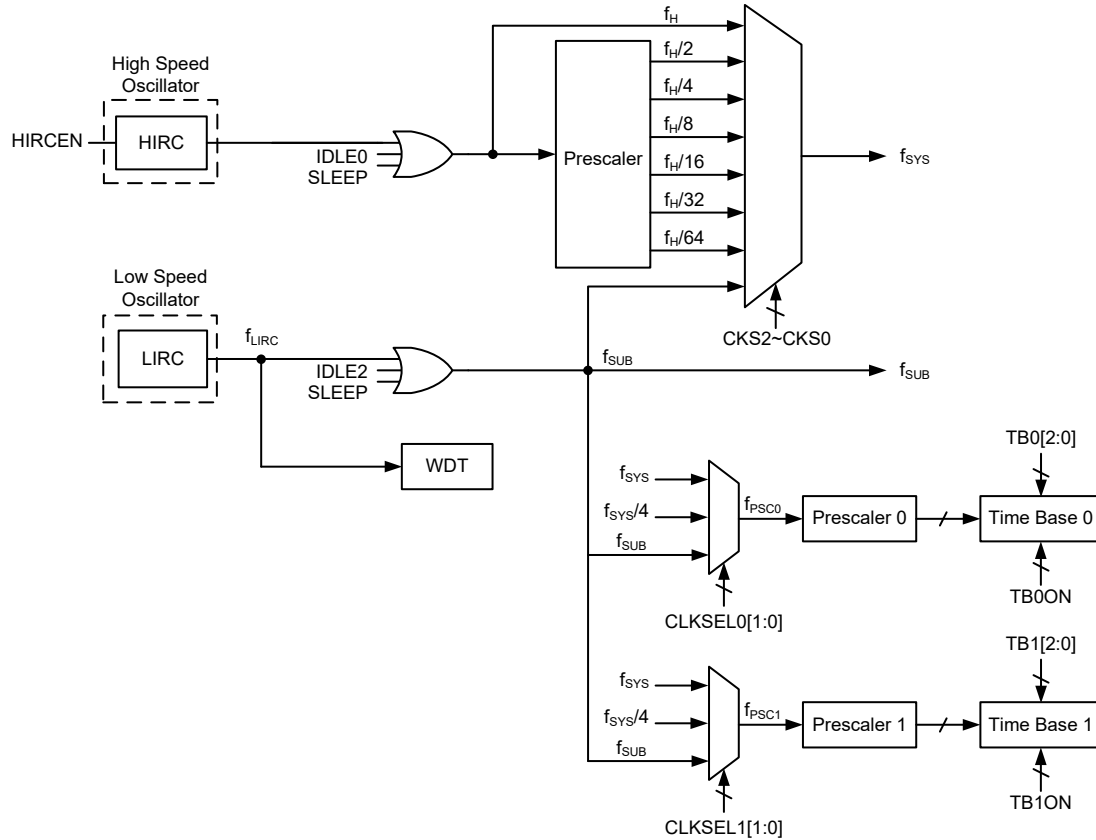 High Speed
Oscillator
HIRCEN
HIRC
IDLE0
SLEEP
Prescaler
fH
fH/2
fH/4
fH/8
fH/16
fH/32
fH/64
fSYS
CKS2~CKS0
Low Speed
Oscillator
LIRC
fLIRC
IDLE2
SLEEP
fSUB
fSUB
WDT
fSYS
fSYS/4
fSUB
CLKSEL0[1:0]
fPSC0
Prescaler 0
TB0[2:0]
Time Base 0
TB0ON
fSYS
fSYS/4
fSUB
CLKSEL1[1:0]
fPSC1
Prescaler 1
TB1[2:0]
Time Base 1
TB1ON